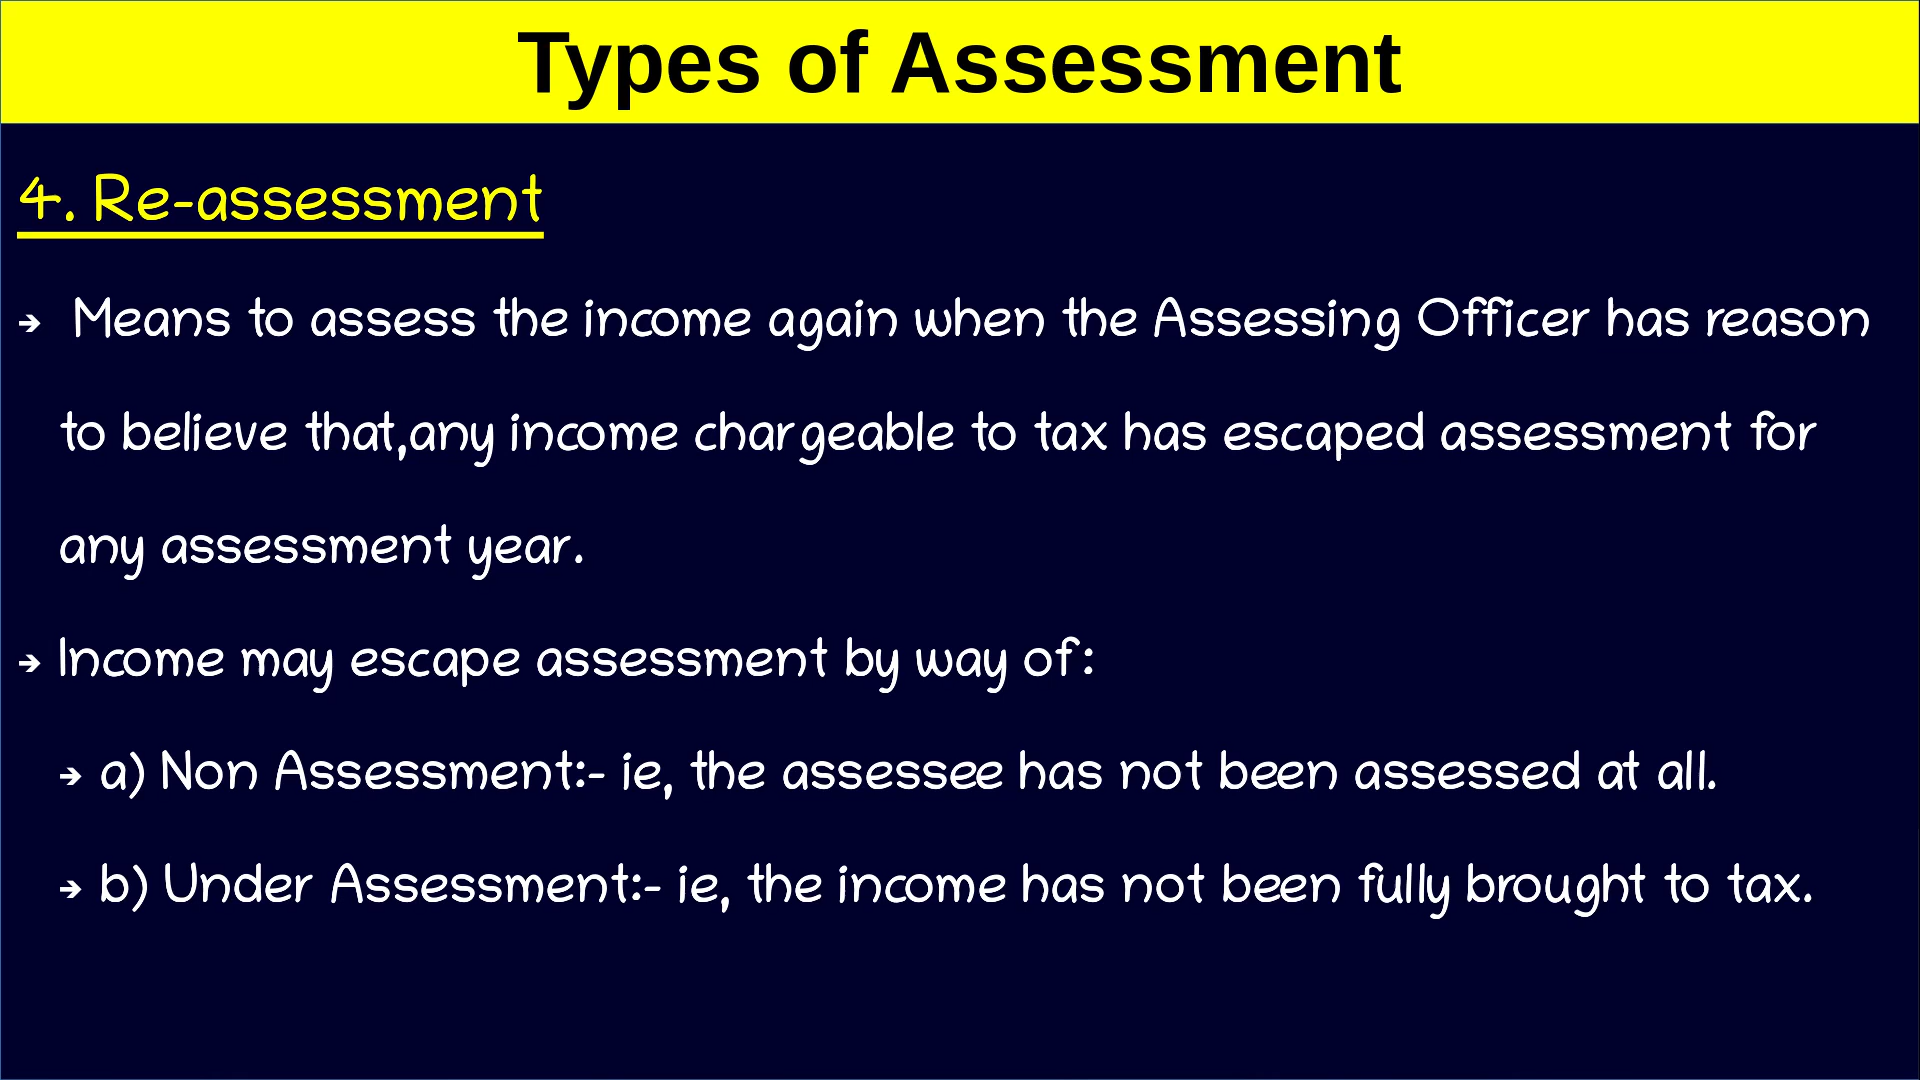 Types of Assessment
4. Re-assessment
➔ Means to assess the income again when the Assessing Officer has reason
to believe that,any income chargeable to tax has escaped assessment for
any assessment year.
➔ Income may escape assessment by way of:
➔ a) Non Assessment:- ie, the assessee has not been assessed at all.
➔ b) Under Assessment:- ie, the income has not been fully brought to tax.